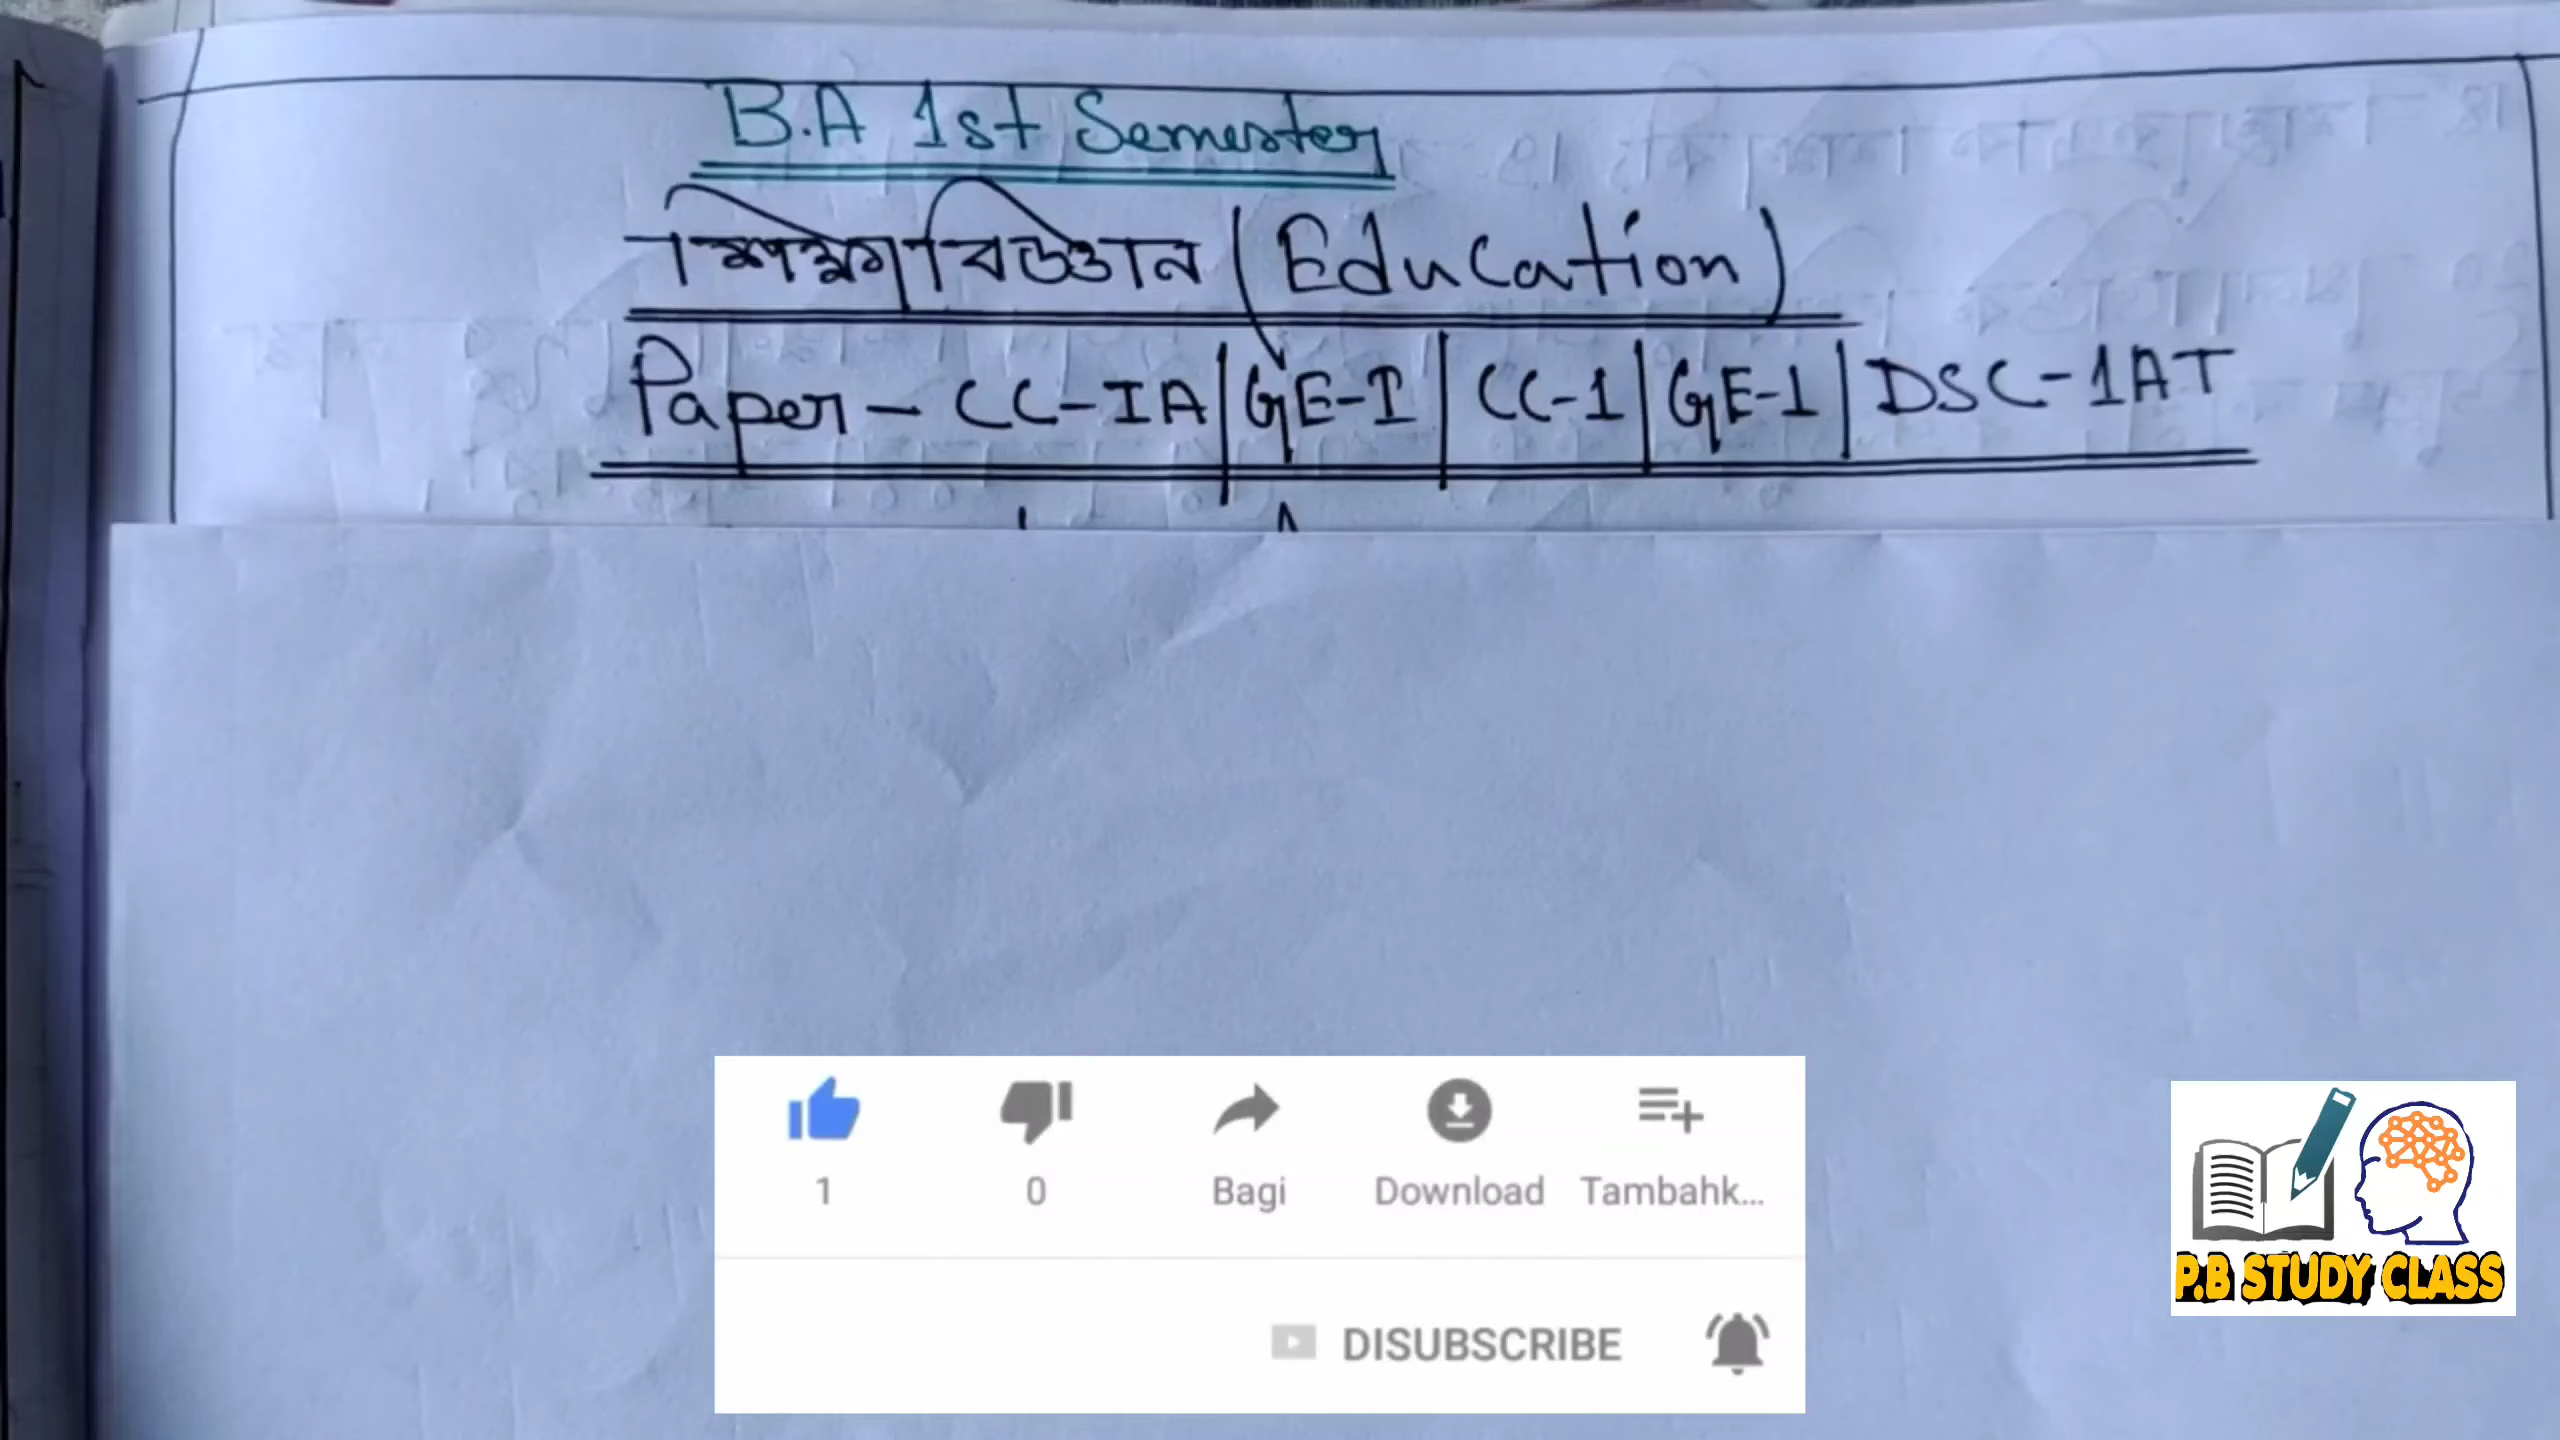 B.A 1st Semester
শিক্ষাবিজ্ঞান (Education)
Paper - CC-IA | GE-I | CC-1 | GE-1 | DSC-1AT
1 0 Bagi Download Tambahk...
DISUBSCRIBE
P.B STUDY CLASS